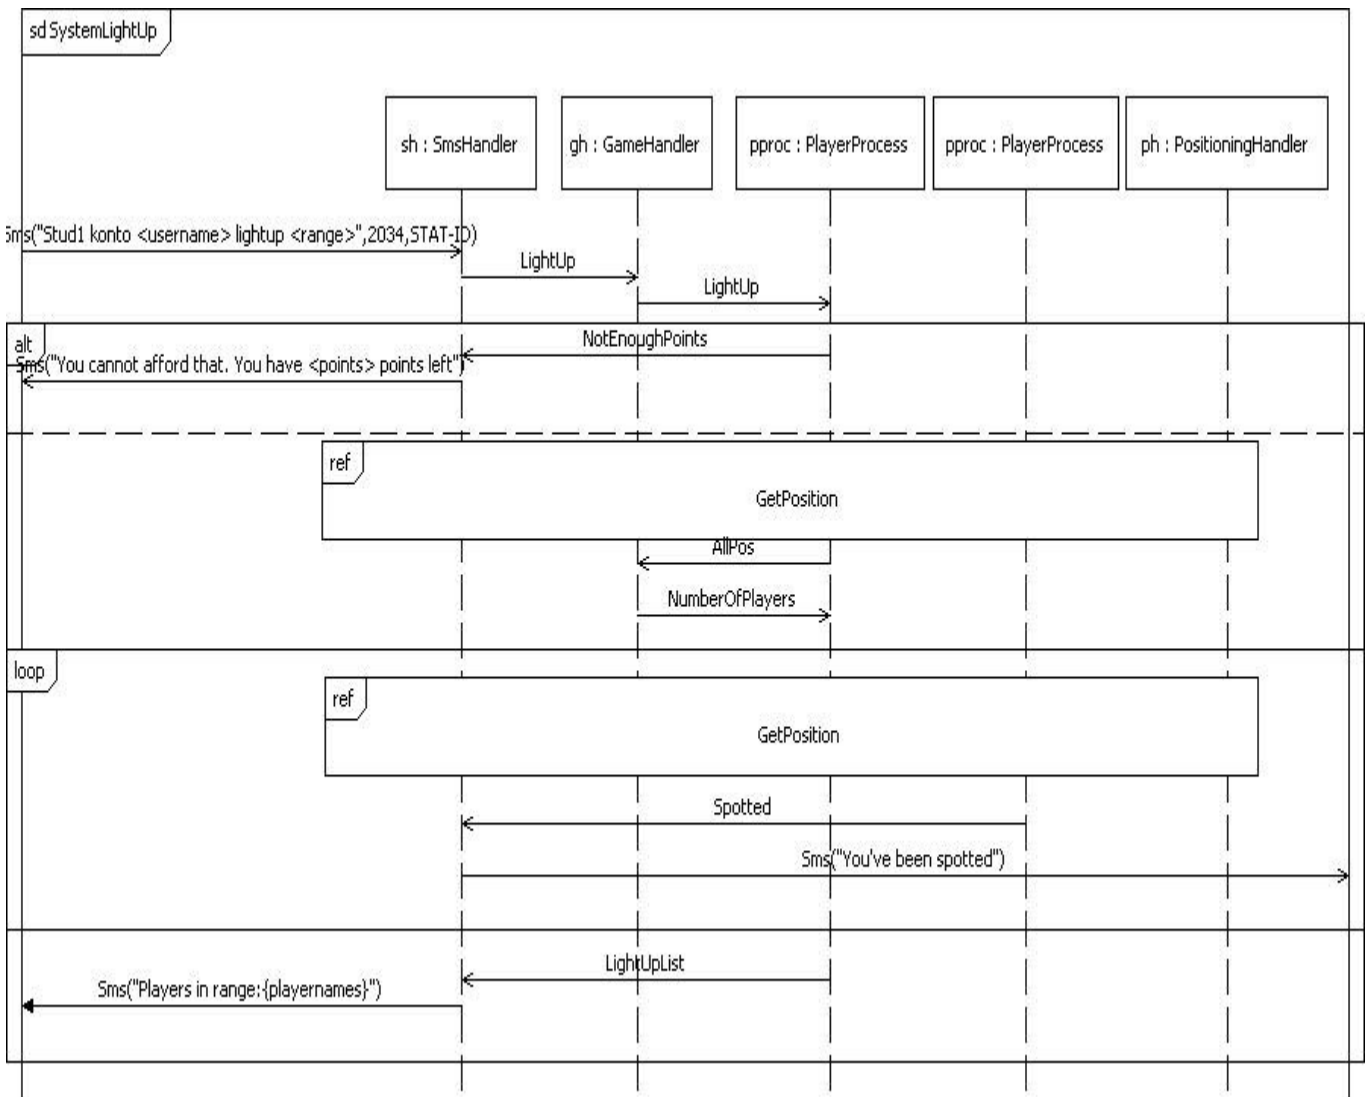 sd SystemLightUp
sh : SmsHandler
gh : GameHandler
pproc : PlayerProcess
pproc : PlayerProcess
ph : PositioningHandler
Sms("Stud1 konto <username> lightup <range>",2034,STAT-ID)
LightUp
LightUp
alt
NotEnoughPoints
Sms("You cannot afford that. You have <points> points left")
ref
GetPosition
AllPos
NumberOfPlayers
loop
ref
GetPosition
Spotted
Sms("You've been spotted")
LightUpList
Sms("Players in range:{playernames}")